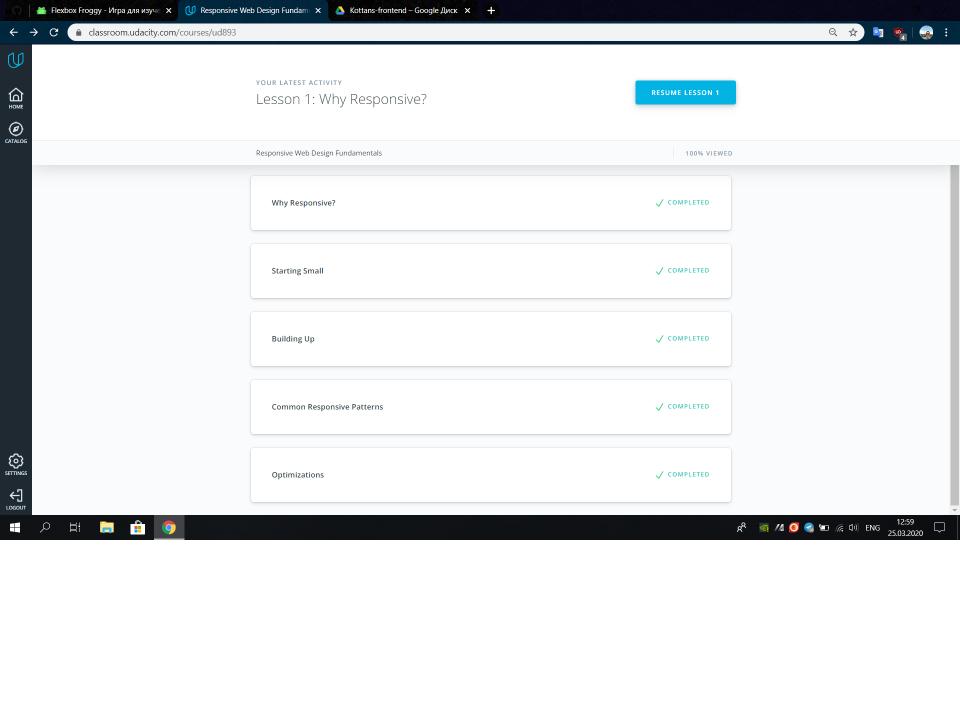 Flexbox Froggy - Игра для изуче
Responsive Web Design Fundam
Kottans-frontend – Google Диск
classroom.udacity.com/courses/ud893
HOME
CATALOG
SETTINGS
LOGOUT
YOUR LATEST ACTIVITY
Lesson 1: Why Responsive?
RESUME LESSON 1
Responsive Web Design Fundamentals
100% VIEWED
Why Responsive?
COMPLETED
Starting Small
COMPLETED
Building Up
COMPLETED
Common Responsive Patterns
COMPLETED
Optimizations
COMPLETED
ENG
12:59
25.03.2020